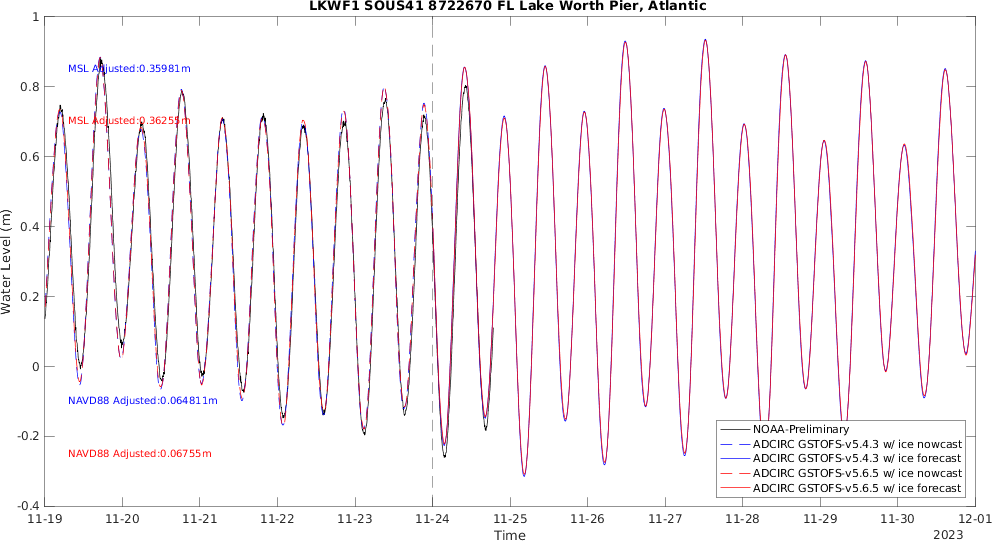 LKWF1 SOUS41 8722670 FL Lake Worth Pier, Atlantic
Water Level (m)
1
0.8
0.6
0.4
0.2
0
-0.2
-0.4
MSL Adjusted:0.35981m
MSL Adjusted:0.36255m
NAVD88 Adjusted:0.064811m
NAVD88 Adjusted:0.06755m
NOAA-Preliminary
ADCIRC GSTOFS-v5.4.3 w/ ice nowcast
ADCIRC GSTOFS-v5.4.3 w/ ice forecast
ADCIRC GSTOFS-v5.6.5 w/ ice nowcast
ADCIRC GSTOFS-v5.6.5 w/ ice forecast
11-19 11-20 11-21 11-22 11-23 11-24 11-25 11-26 11-27 11-28 11-29 11-30 12-01
Time
2023